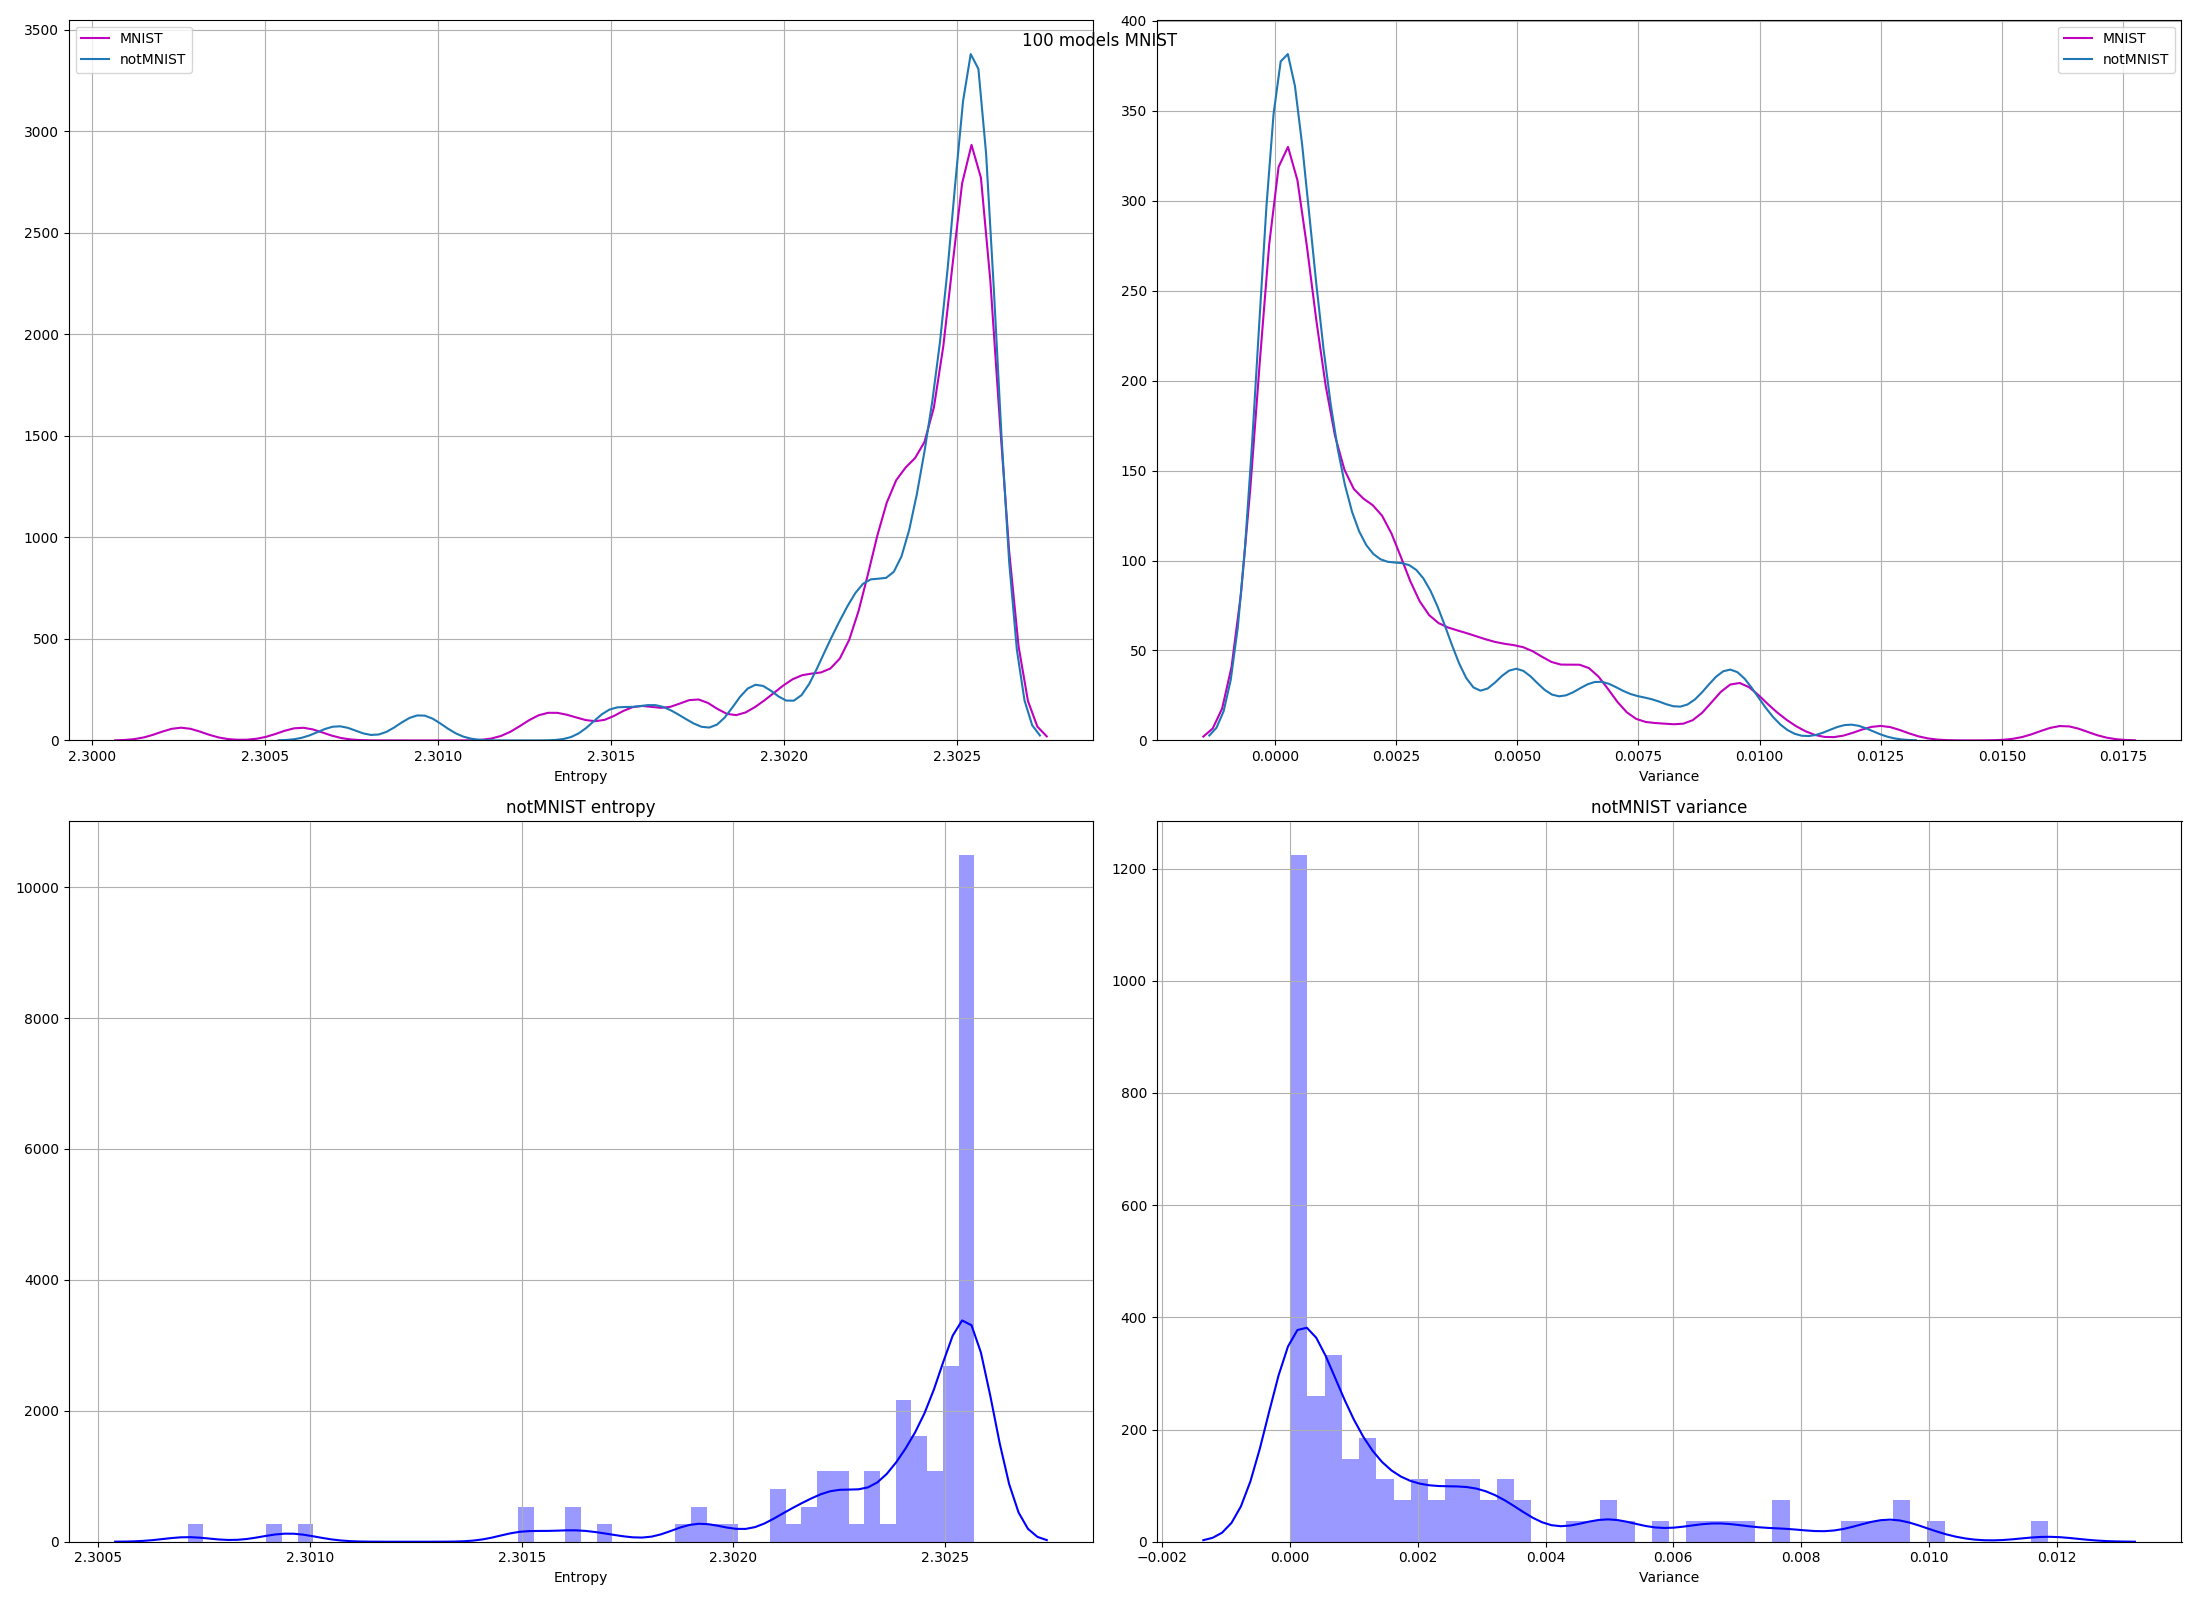 100 models MNIST
MNIST
notMNIST
3500
3000
2500
2000
1500
1000
500
0
2.3000 2.3005 2.3010 2.3015 2.3020 2.3025
Entropy
MNIST
notMNIST
400
350
300
250
200
150
100
50
0
0.0000 0.0025 0.0050 0.0075 0.0100 0.0125 0.0150 0.0175
Variance
notMNIST entropy
10000
8000
6000
4000
2000
0
2.3005 2.3010 2.3015 2.3020 2.3025
Entropy
notMNIST variance
1200
1000
800
600
400
200
0
−0.002 0.000 0.002 0.004 0.006 0.008 0.010 0.012
Variance